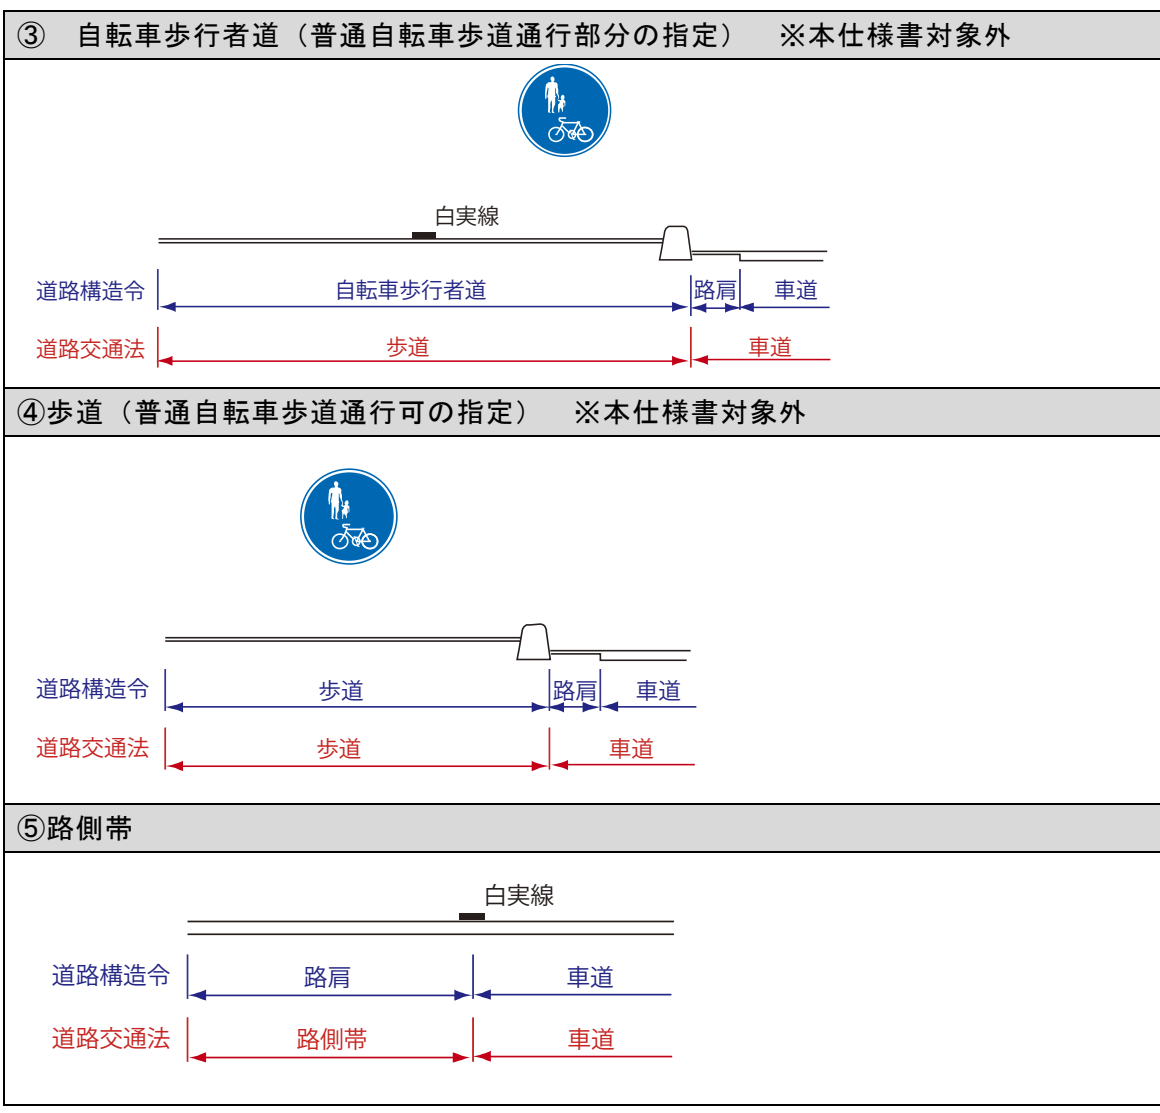 ③　自転車歩行者道（普通自転車歩道通行部分の指定）　※本仕様書対象外
白実線
道路構造令 自転車歩行者道 路肩 車道
道路交通法 歩道 車道
④歩道（普通自転車歩道通行可の指定）　※本仕様書対象外
道路構造令 歩道 路肩 車道
道路交通法 歩道 車道
⑤路側帯
白実線
道路構造令 路肩 車道
道路交通法 路側帯 車道